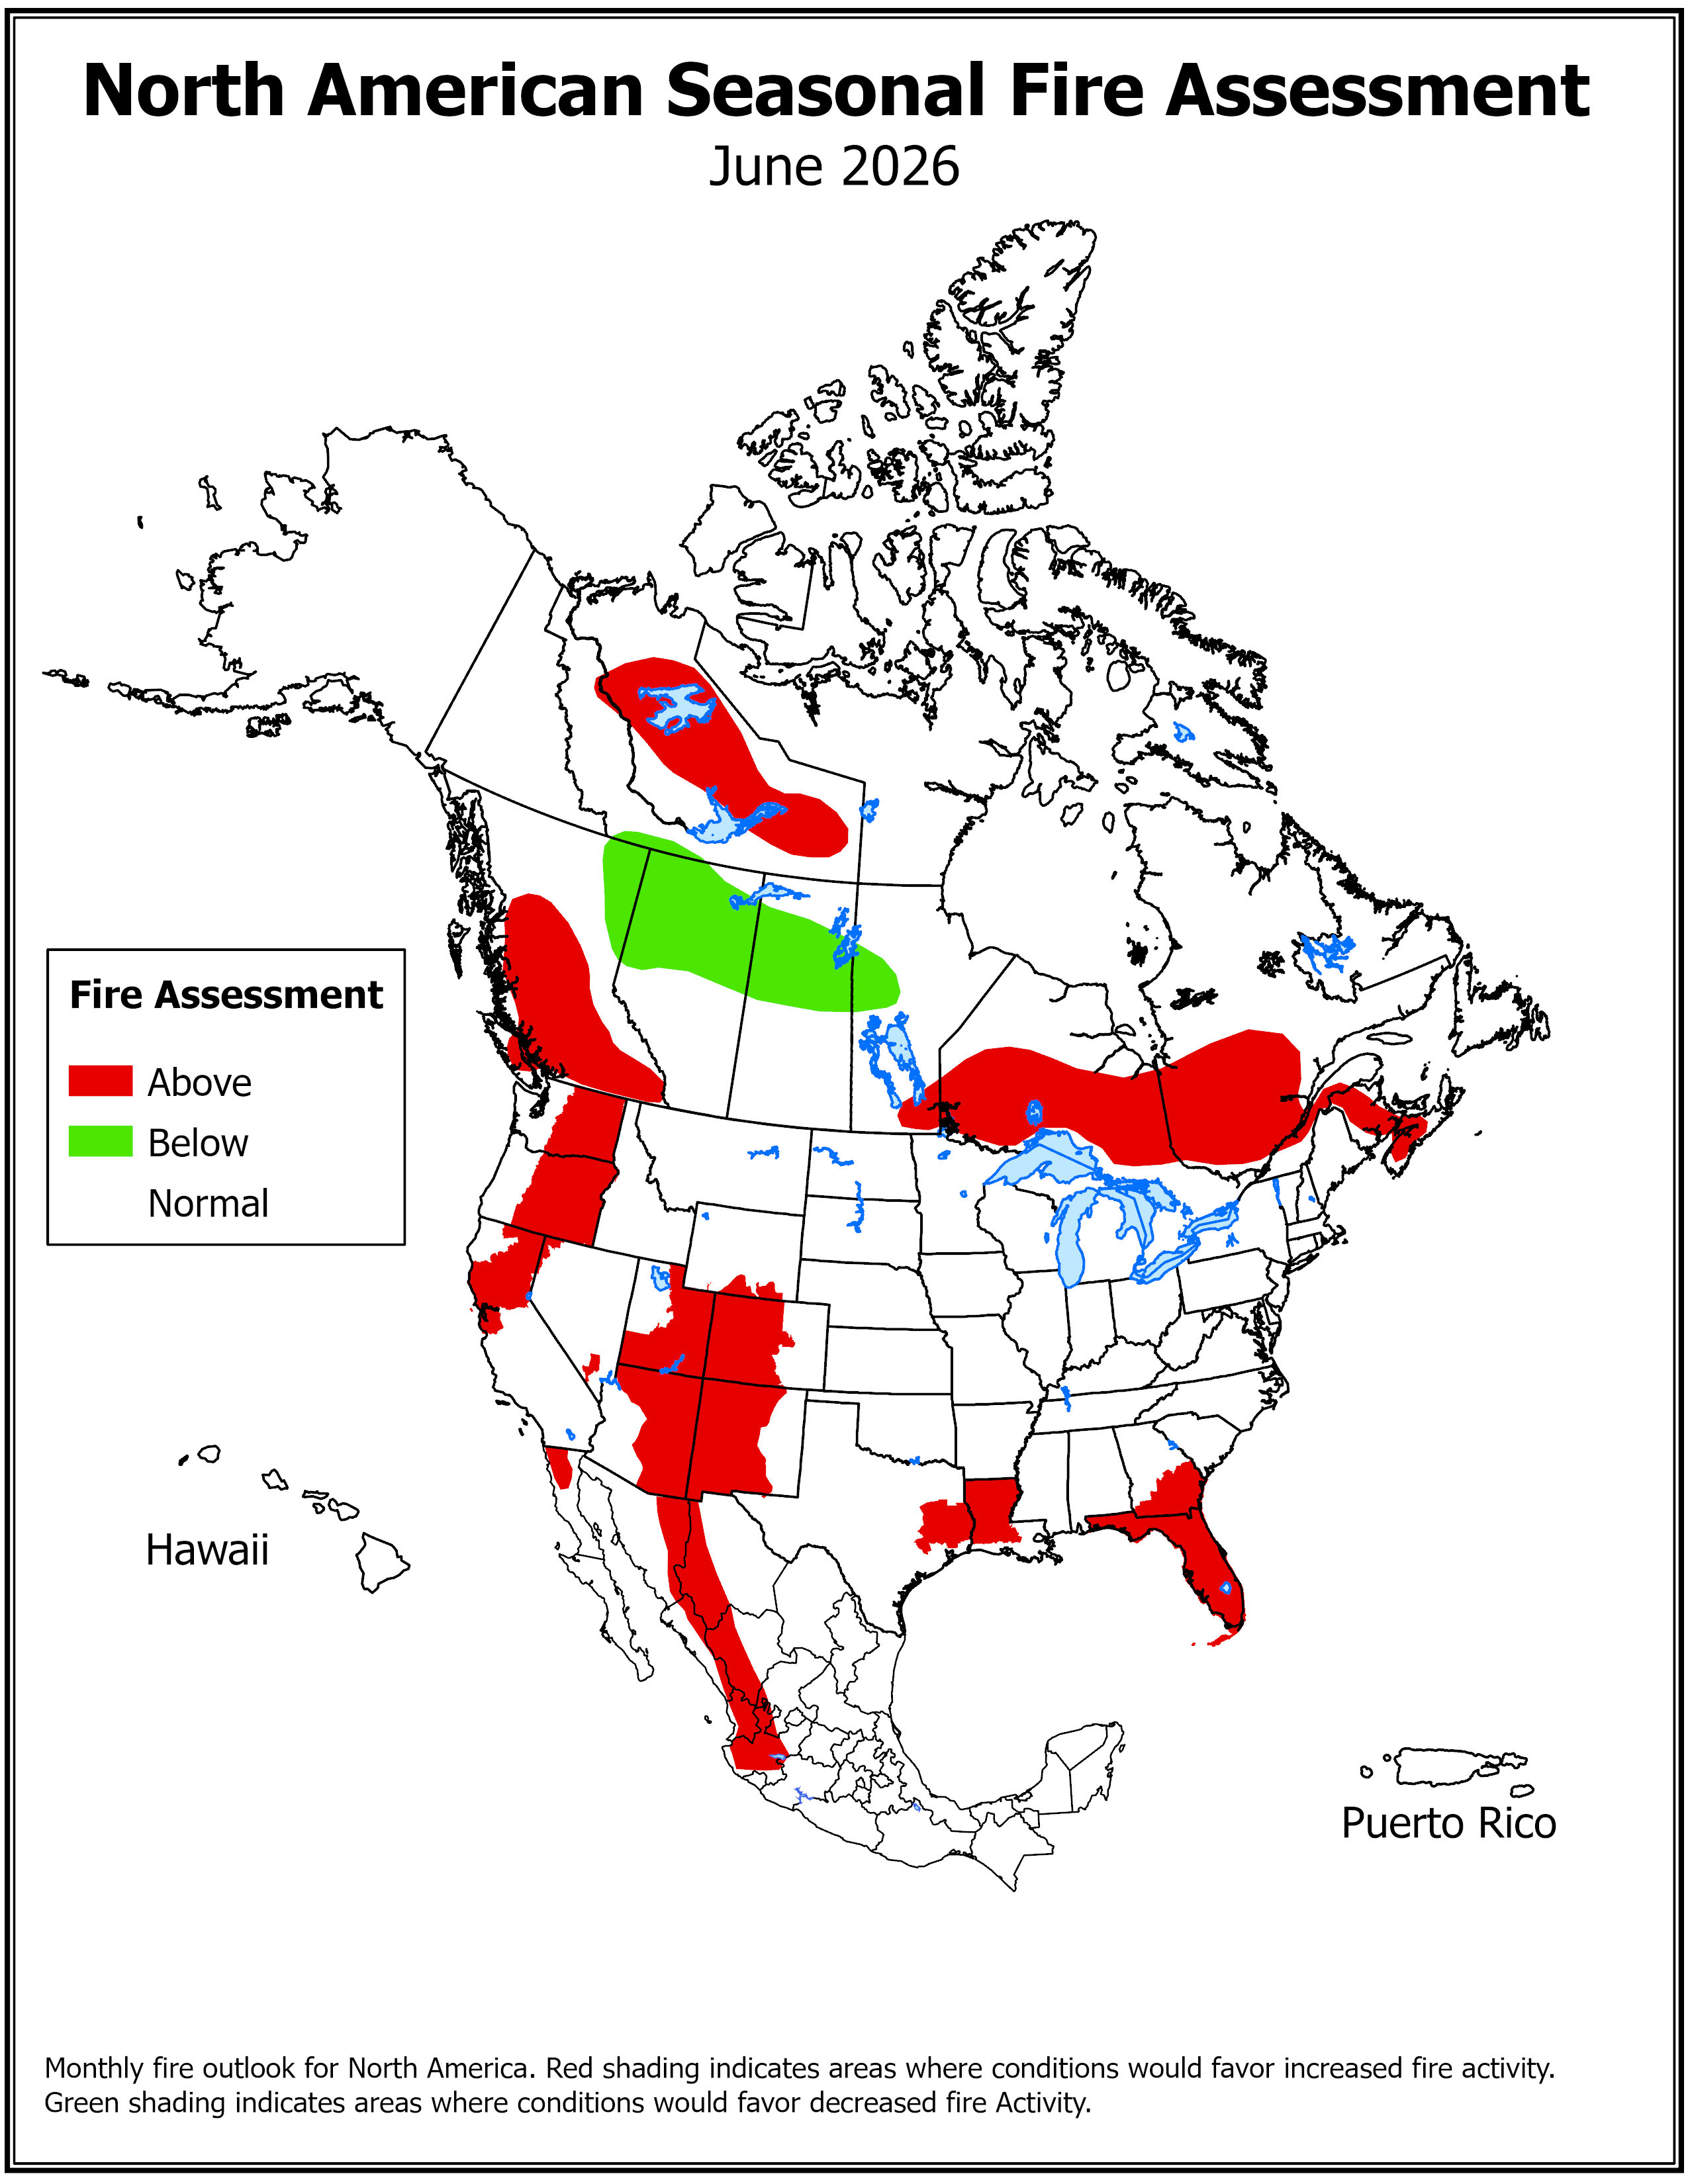 North American Seasonal Fire Assessment
June 2026
Fire Assessment
Above
Below
Normal
Hawaii
Puerto Rico
Monthly fire outlook for North America. Red shading indicates areas where conditions would favor increased fire activity.
Green shading indicates areas where conditions would favor decreased fire Activity.